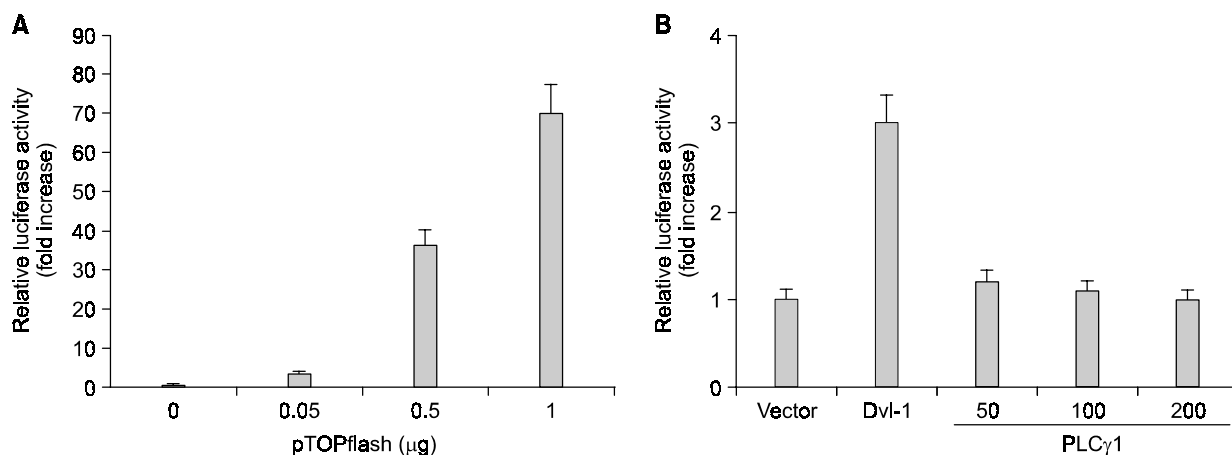 A
Relative luciferase activity
(fold increase)
90
80
70
60
50
40
30
20
10
0
0 0.05 0.5 1
pTOPflash (μg)
B
Relative luciferase activity
(fold increase)
4
3
2
1
0
Vector Dvl-1 50 100 200
PLCγ1